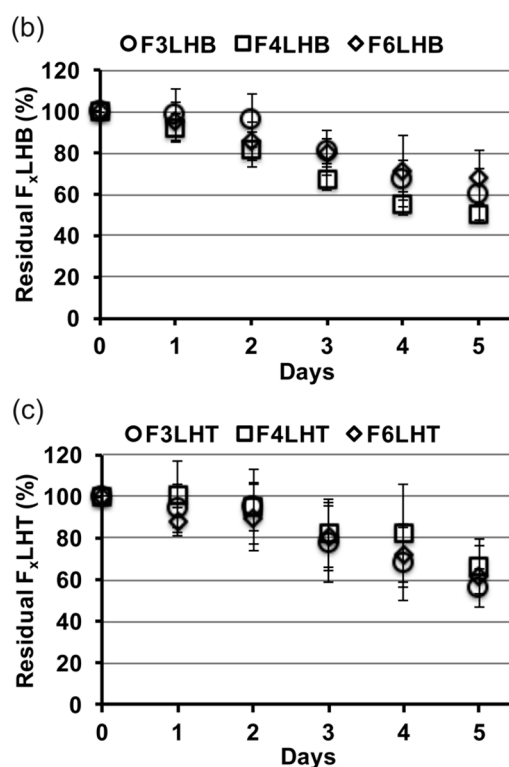 (b)
F3LHB F4LHB F6LHB
120
100
80
60
40
20
0
Residual FₓLHB (%)
0 1 2 3 4 5
Days
(c)
F3LHT F4LHT F6LHT
120
100
80
60
40
20
0
Residual FₓLHT (%)
0 1 2 3 4 5
Days